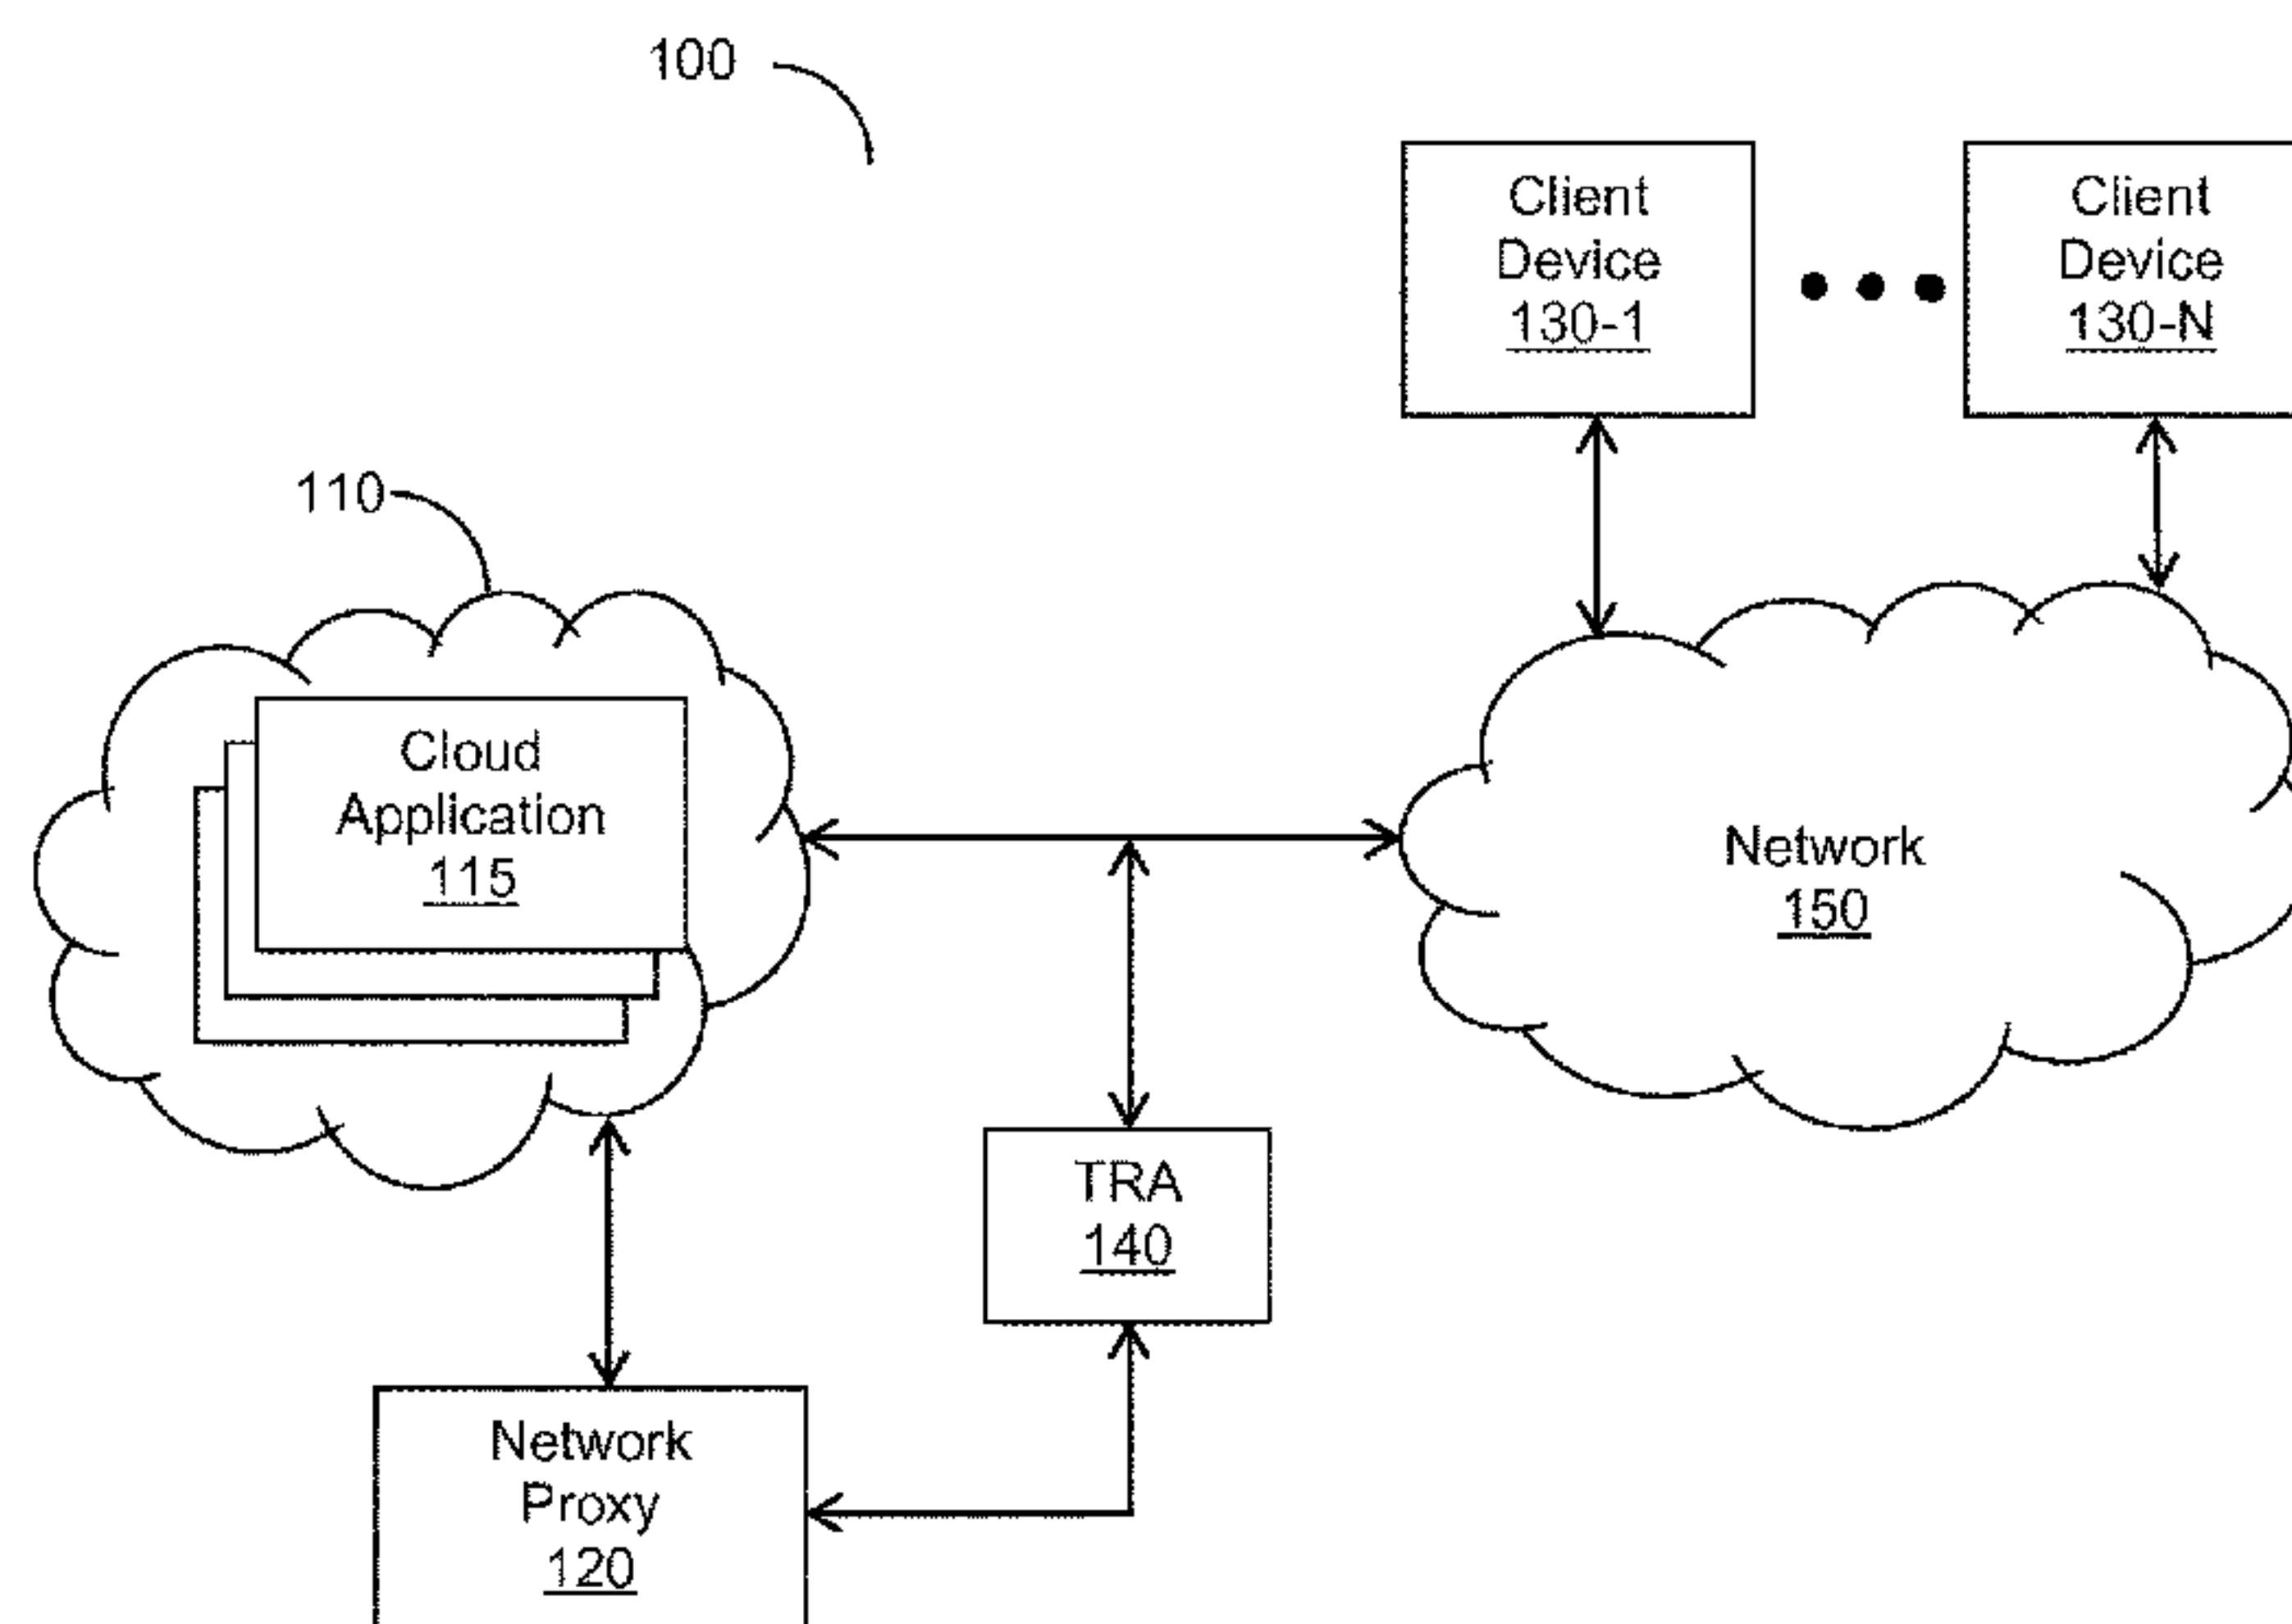 100
Client
Device
130-1
Client
Device
130-N
110
Cloud
Application
115
Network
150
TRA
140
Network
Proxy
120